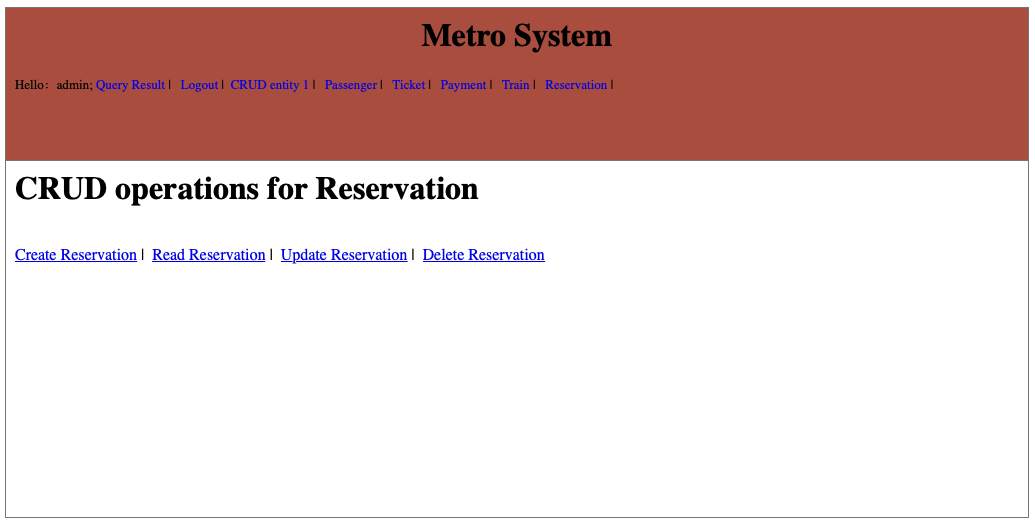 Metro System
Hello： admin; Query Result | Logout | CRUD entity 1 | Passenger | Ticket | Payment | Train | Reservation |
CRUD operations for Reservation
Create Reservation | Read Reservation | Update Reservation | Delete Reservation